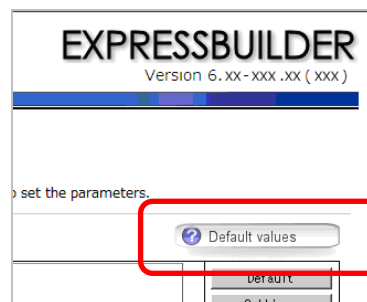 EXPRESSBUILDER
Version 6.xx-xxx.xx (xxx)
o set the parameters.
? Default values
Default